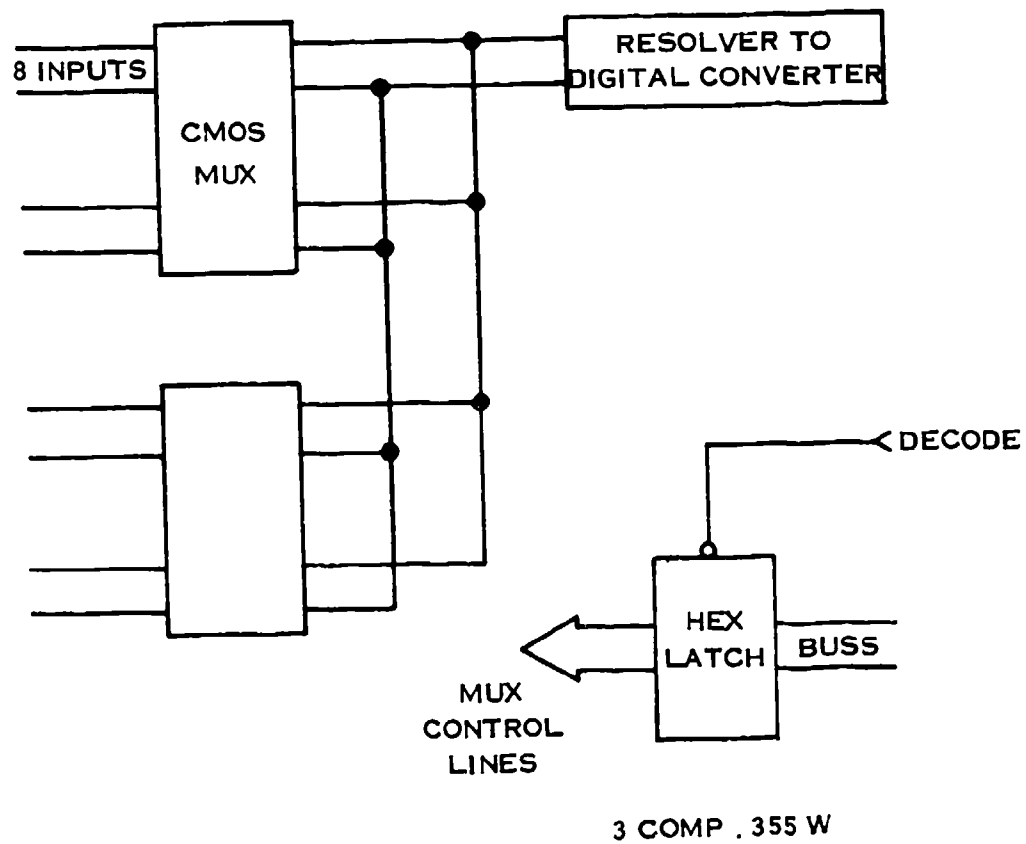 RESOLVER TO
DIGITAL CONVERTER
8 INPUTS
CMOS
MUX
DECODE
HEX
LATCH
BUSS
MUX
CONTROL
LINES
3 COMP . 355 W